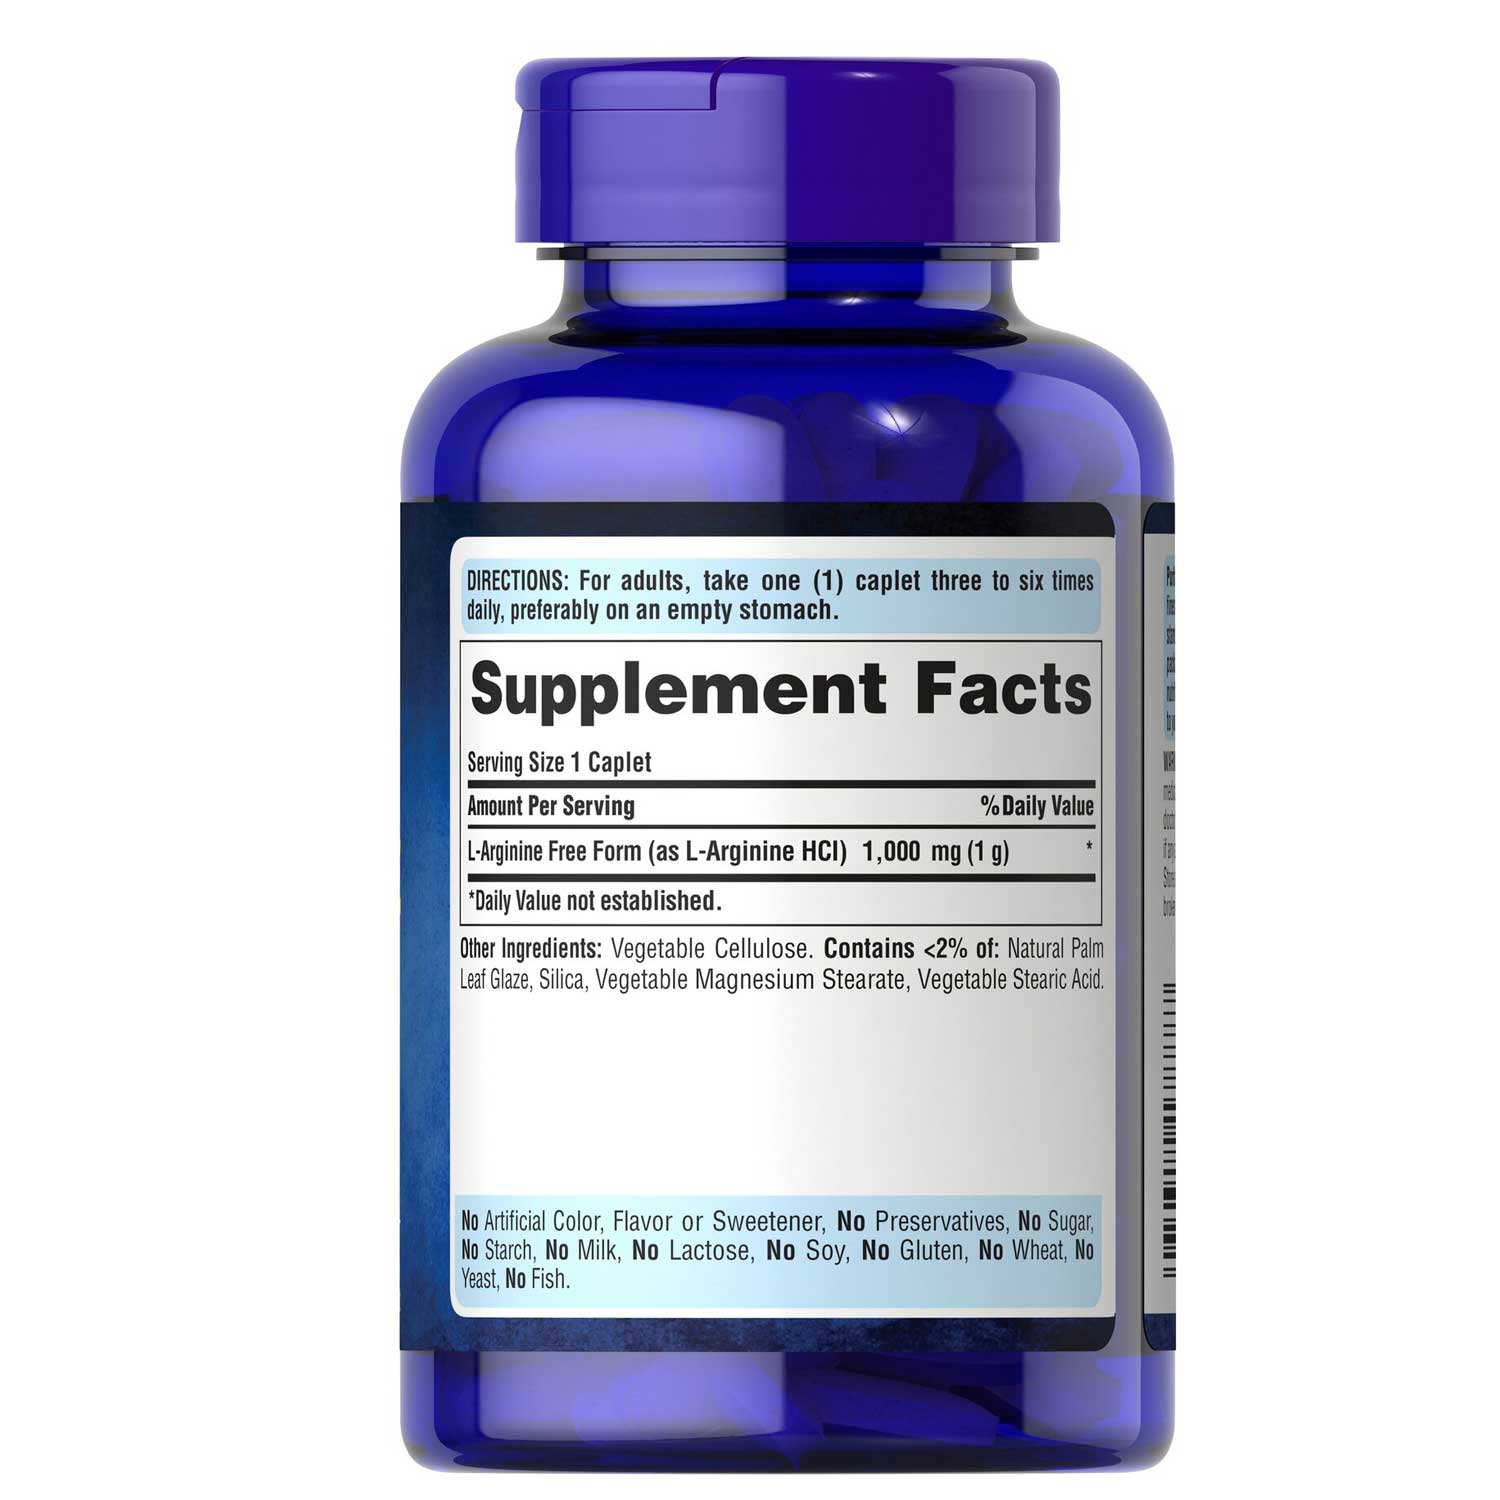 DIRECTIONS: For adults, take one (1) caplet three to six times
daily, preferably on an empty stomach.
Supplement Facts
Serving Size 1 Caplet
Amount Per Serving % Daily Value
L-Arginine Free Form (as L-Arginine HCl) 1,000 mg (1 g) *
*Daily Value not established.
Other Ingredients: Vegetable Cellulose. Contains <2% of: Natural Palm
Leaf Glaze, Silica, Vegetable Magnesium Stearate, Vegetable Stearic Acid.
No Artificial Color, Flavor or Sweetener, No Preservatives, No Sugar,
No Starch, No Milk, No Lactose, No Soy, No Gluten, No Wheat, No
Yeast, No Fish.